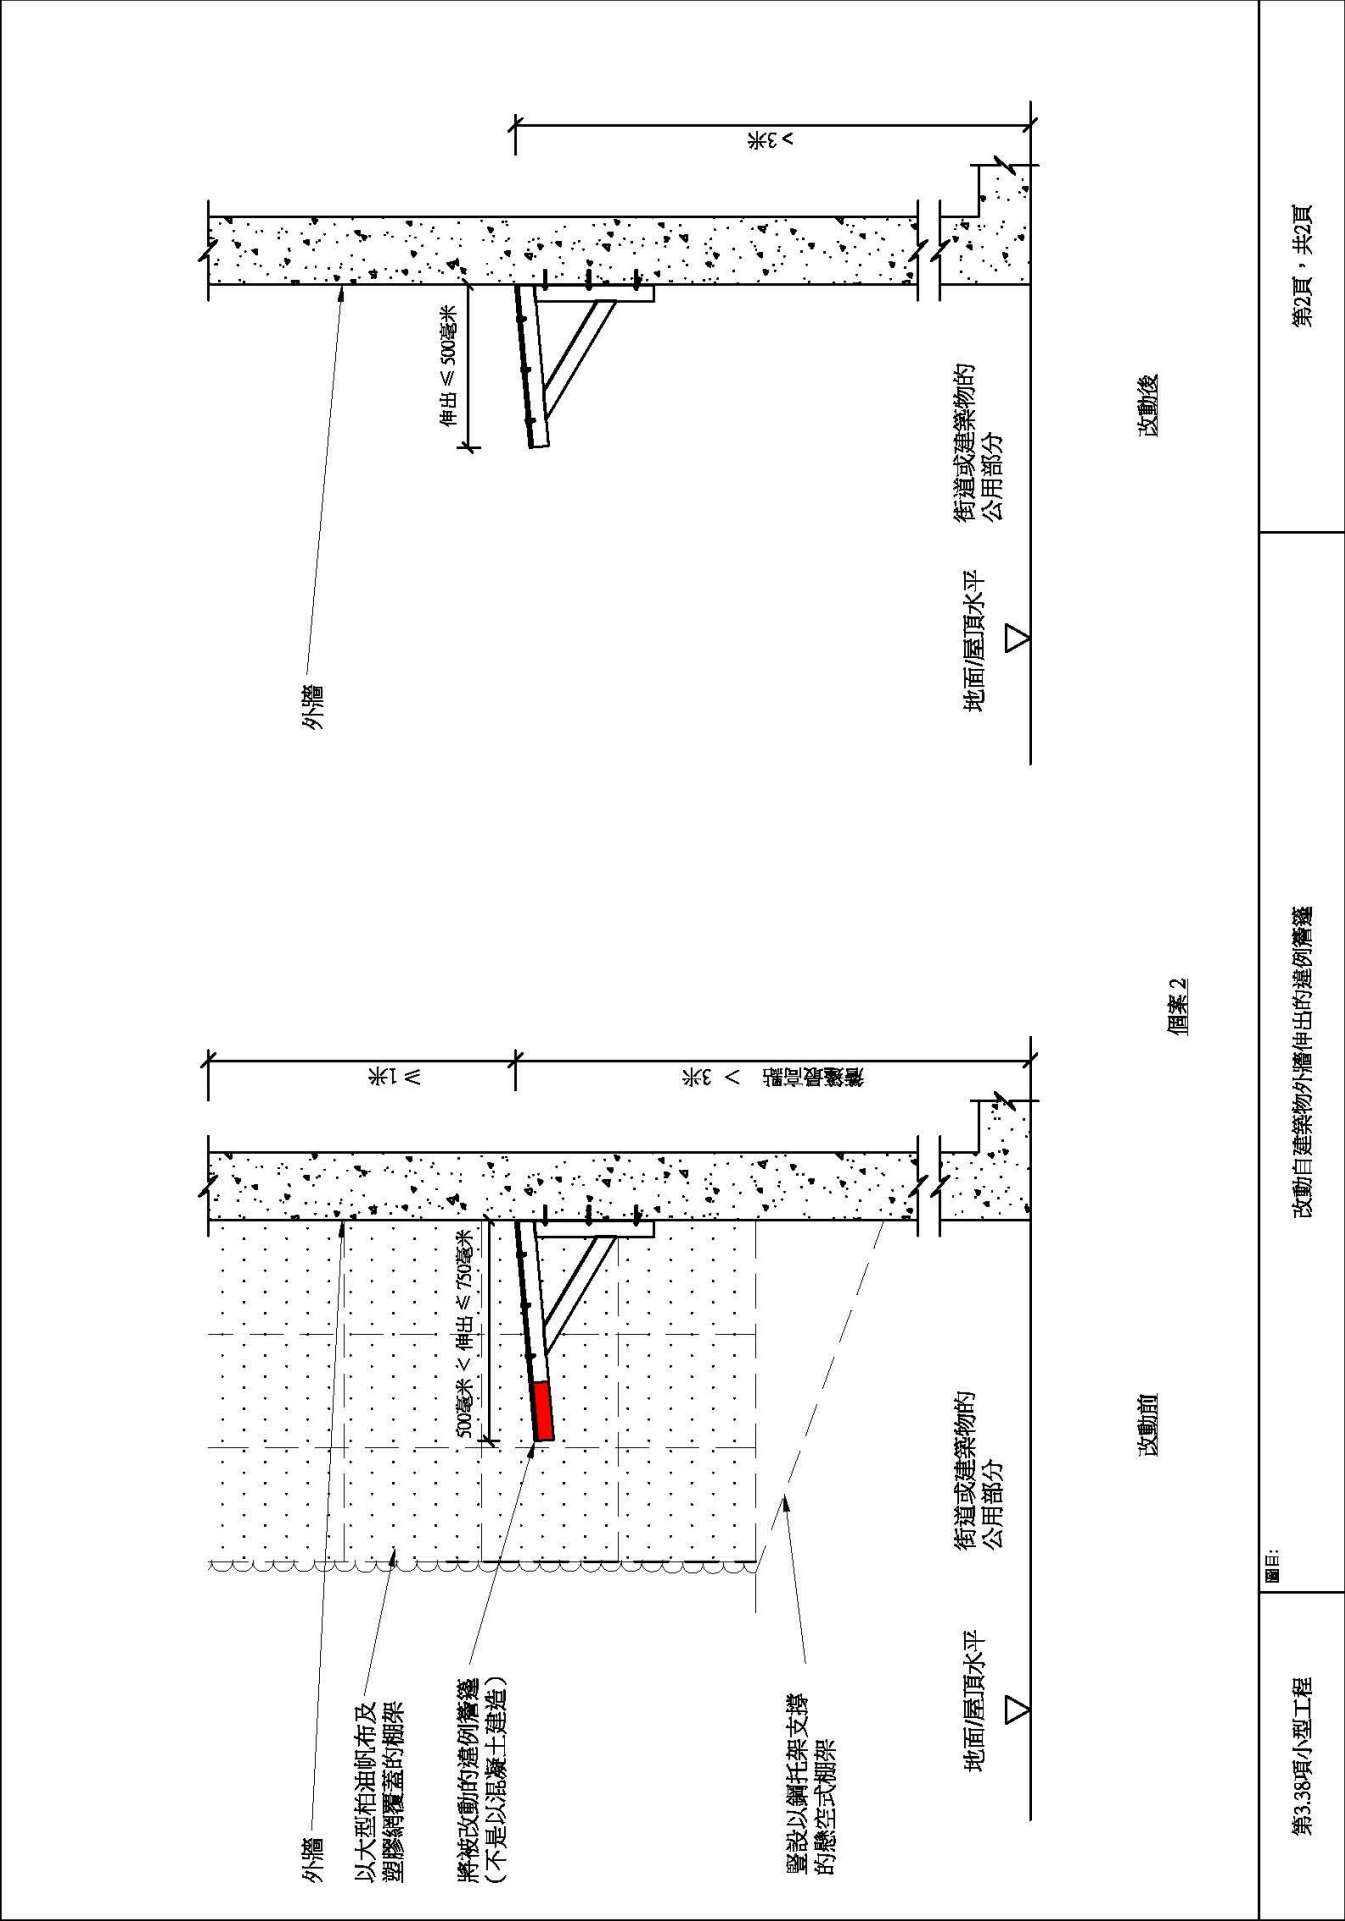 外牆
以大型柏油帆布及
塑膠網覆蓋的棚架
將被改動的違例簷篷
(不是以混凝土建造)
豎設以鋼托架支撐
的懸空式棚架
500毫米 < 伸出 ≤ 750毫米
≥ 1米
簷篷最高點 > 3米
地面/屋頂水平
街道或建築物的
公用部分
改動前
外牆
伸出 ≤ 500毫米
> 3米
地面/屋頂水平
街道或建築物的
公用部分
改動後
個案 2
第3.38項小型工程
圖目:
改動自建築物外牆伸出的違例簷篷
第2頁，共2頁